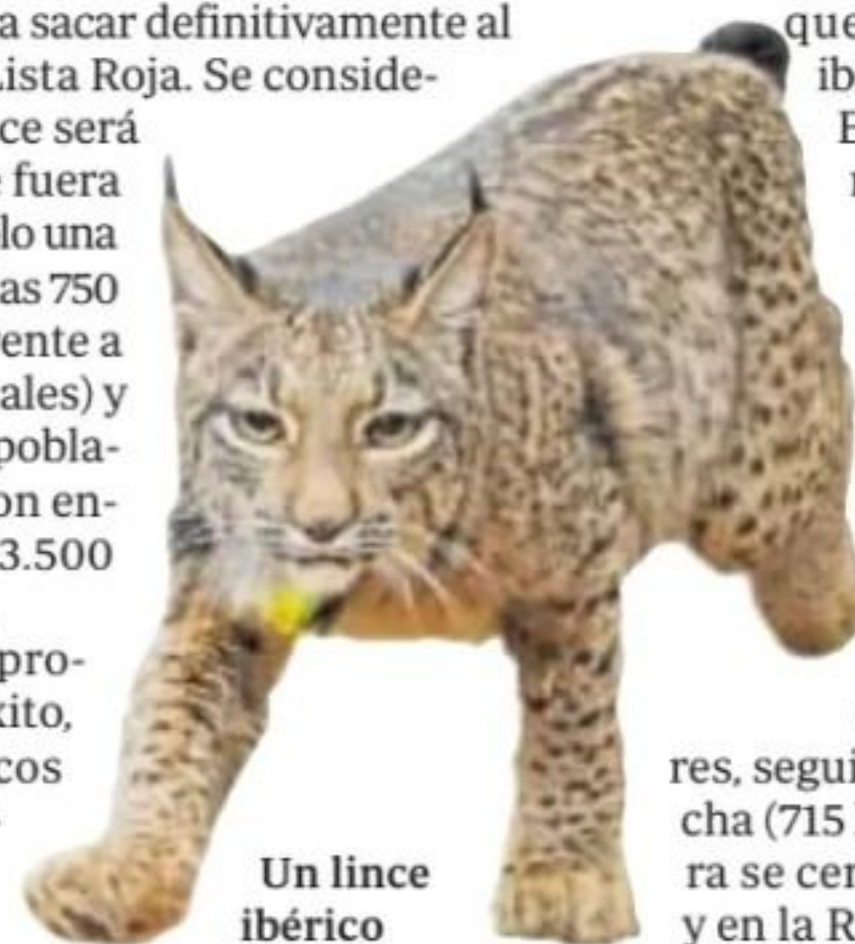 a sacar definitivamente al
Lista Roja. Se conside-
ce será
fuera
lo una
as 750
ente a
ales) y
pobla-
on en-
3.500
pro-
xito,
cos
Un lince
ibérico
que
ib
E
res, segui
cha (715
ra se cen
y en la R